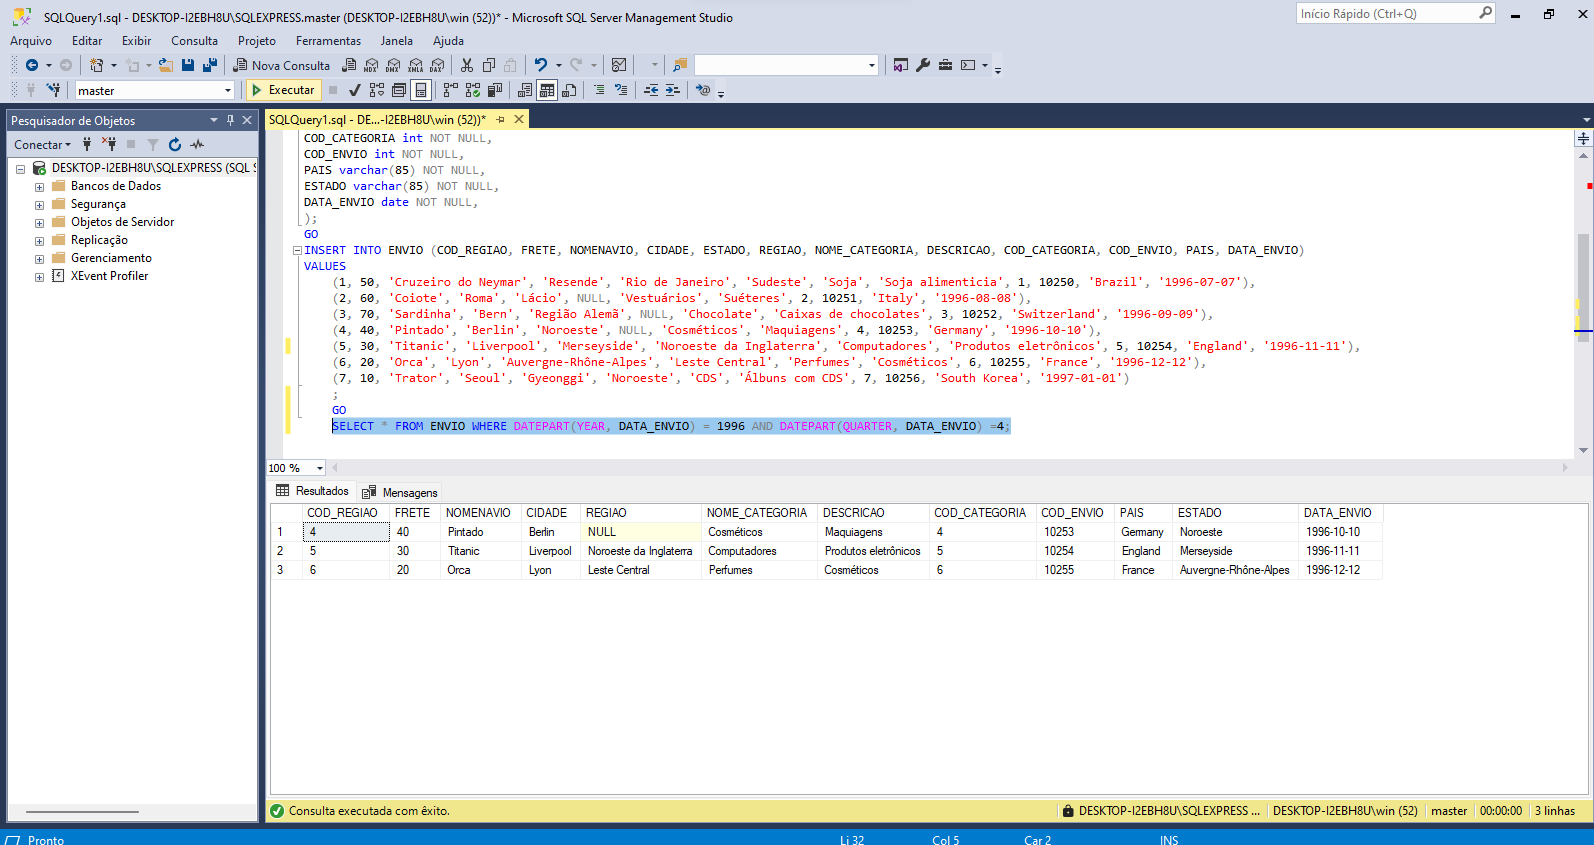 SQLQuery1.sql - DESKTOP-I2EBH8U\SQLEXPRESS.master (DESKTOP-I2EBH8U\win (52))* - Microsoft SQL Server Management Studio
Início Rápido (Ctrl+Q)
Arquivo Editar Exibir Consulta Projeto Ferramentas Janela Ajuda
Nova Consulta MDX DMX XMLA DAX
master Executar
Pesquisador de Objetos
SQLQuery1.sql - DE...-I2EBH8U\win (52))*
Conectar
DESKTOP-I2EBH8U\SQLEXPRESS (SQL S
Bancos de Dados
Segurança
Objetos de Servidor
Replicação
Gerenciamento
XEvent Profiler
COD_CATEGORIA int NOT NULL,
COD_ENVIO int NOT NULL,
PAIS varchar(85) NOT NULL,
ESTADO varchar(85) NOT NULL,
DATA_ENVIO date NOT NULL,
);
GO
INSERT INTO ENVIO (COD_REGIAO, FRETE, NOMENAVIO, CIDADE, ESTADO, REGIAO, NOME_CATEGORIA, DESCRICAO, COD_CATEGORIA, COD_ENVIO, PAIS, DATA_ENVIO)
VALUES
(1, 50, 'Cruzeiro do Neymar', 'Resende', 'Rio de Janeiro', 'Sudeste', 'Soja', 'Soja alimenticia', 1, 10250, 'Brazil', '1996-07-07'),
(2, 60, 'Coiote', 'Roma', 'Lácio', NULL, 'Vestuários', 'Suéteres', 2, 10251, 'Italy', '1996-08-08'),
(3, 70, 'Sardinha', 'Bern', 'Região Alemã', NULL, 'Chocolate', 'Caixas de chocolates', 3, 10252, 'Switzerland', '1996-09-09'),
(4, 40, 'Pintado', 'Berlin', 'Noroeste', NULL, 'Cosméticos', 'Maquiagens', 4, 10253, 'Germany', '1996-10-10'),
(5, 30, 'Titanic', 'Liverpool', 'Merseyside', 'Noroeste da Inglaterra', 'Computadores', 'Produtos eletrônicos', 5, 10254, 'England', '1996-11-11'),
(6, 20, 'Orca', 'Lyon', 'Auvergne-Rhône-Alpes', 'Leste Central', 'Perfumes', 'Cosméticos', 6, 10255, 'France', '1996-12-12'),
(7, 10, 'Trator', 'Seoul', 'Gyeonggi', 'Noroeste', 'CDS', 'Álbuns com CDS', 7, 10256, 'South Korea', '1997-01-01')
;
GO
SELECT * FROM ENVIO WHERE DATEPART(YEAR, DATA_ENVIO) = 1996 AND DATEPART(QUARTER, DATA_ENVIO) =4;
100 %
Resultados Mensagens
COD_REGIAO FRETE NOMENAVIO CIDADE REGIAO NOME_CATEGORIA DESCRICAO COD_CATEGORIA COD_ENVIO PAIS ESTADO DATA_ENVIO
1 4 40 Pintado Berlin NULL Cosméticos Maquiagens 4 10253 Germany Noroeste 1996-10-10
2 5 30 Titanic Liverpool Noroeste da Inglaterra Computadores Produtos eletrônicos 5 10254 England Merseyside 1996-11-11
3 6 20 Orca Lyon Leste Central Perfumes Cosméticos 6 10255 France Auvergne-Rhône-Alpes 1996-12-12
Consulta executada com êxito.
DESKTOP-I2EBH8U\SQLEXPRESS ... DESKTOP-I2EBH8U\win (52) master 00:00:00 3 linhas
Pronto Li 32 Col 5 Car 2 INS